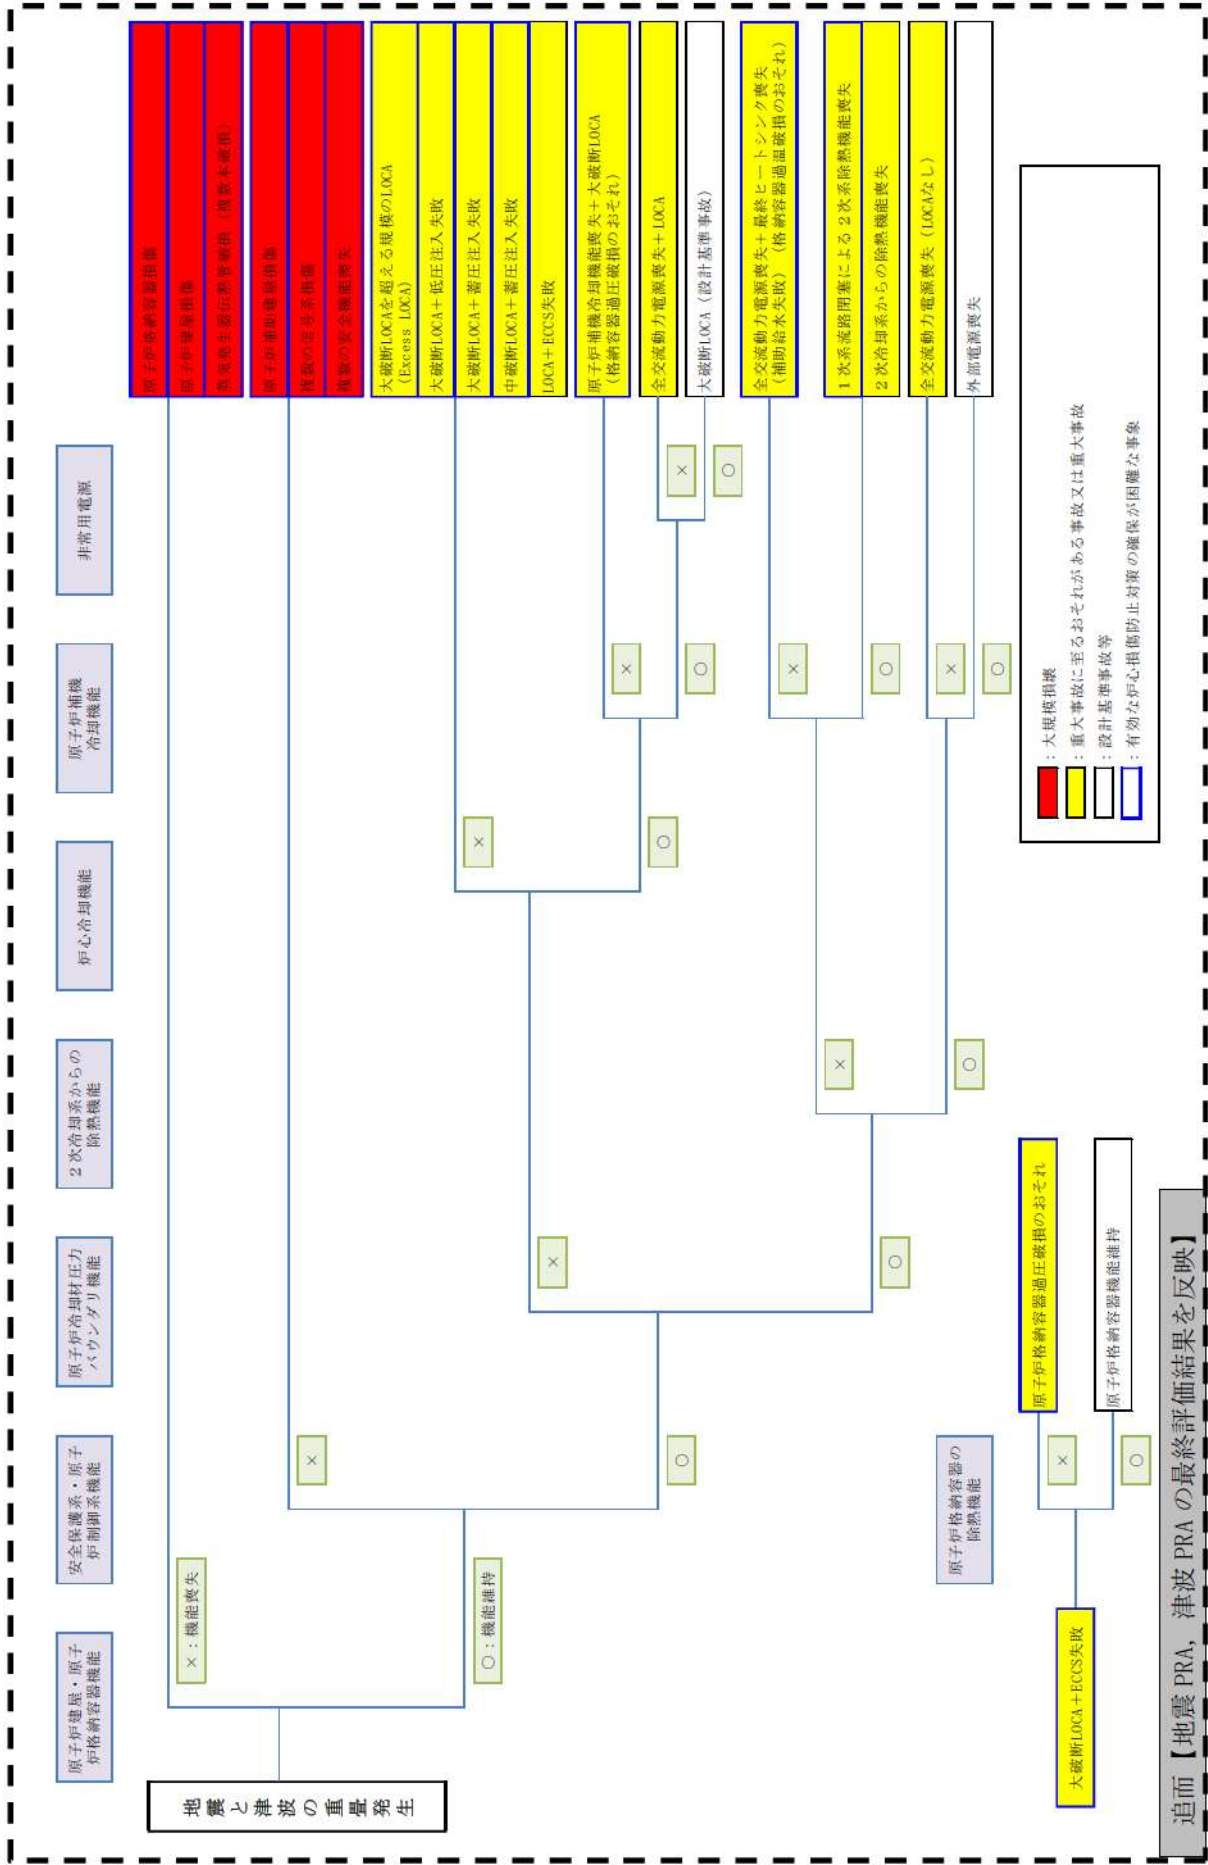 原子炉建屋・原子
炉格納容器機能
安全保護系・原子
炉制御系機能
原子炉冷却材圧力
バウンダリ機能
2次冷却系からの
除熱機能
炉心冷却機能
原子炉補機
冷却機能
非常用電源
地震と津波の重畳発生
×:機能喪失
○:機能維持
×
○
×
○
×
○
×
○
×
○
×
○
×
○
×
○
原子炉格納容器損傷
原子炉建屋損傷
蒸気発生器伝熱管破損(複数本破損)
原子炉補助建屋損傷
複数の信号系損傷
複数の安全機能喪失
大破断LOCAを超える規模のLOCA
(Excess LOCA)
大破断LOCA+低圧注入失敗
大破断LOCA+蓄圧注入失敗
中破断LOCA+蓄圧注入失敗
LOCA+ECCS失敗
原子炉補機冷却機能喪失+大破断LOCA
(格納容器過圧破損のおそれ)
全交流動力電源喪失+LOCA
大破断LOCA(設計基準事故)
全交流動力電源喪失+最終ヒートシンク喪失
(補助給水失敗)(格納容器過温破損のおそれ)
1次系流路閉塞による2次系除熱機能喪失
2次冷却系からの除熱機能喪失
全交流動力電源喪失(LOCAなし)
外部電源喪失
原子炉格納容器の
除熱機能
大破断LOCA+ECCS失敗
×
○
原子炉格納容器過圧破損のおそれ
原子炉格納容器機能維持
:大規模損壊
:重大事故に至るおそれがある事故又は重大事故
:設計基準事故等
:有効な炉心損傷防止対策の確保が困難な事象
追而【地震PRA,津波PRAの最終評価結果を反映】